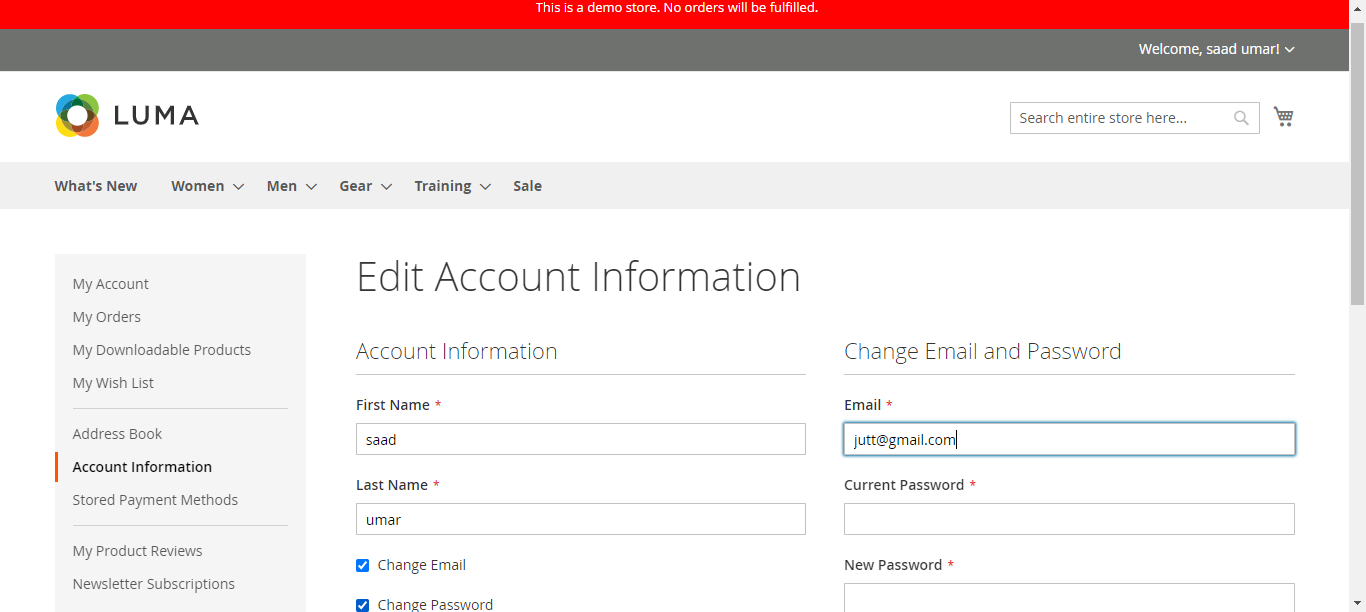 This is a demo store. No orders will be fulfilled.
Welcome, saad umar!
LUMA
Search entire store here...
What's New Women Men Gear Training Sale
My Account
My Orders
My Downloadable Products
My Wish List
Address Book
Account Information
Stored Payment Methods
My Product Reviews
Newsletter Subscriptions
Edit Account Information
Account Information
First Name *
saad
Last Name *
umar
Change Email
Change Password
Change Email and Password
Email *
jutt@gmail.com
Current Password *
New Password *